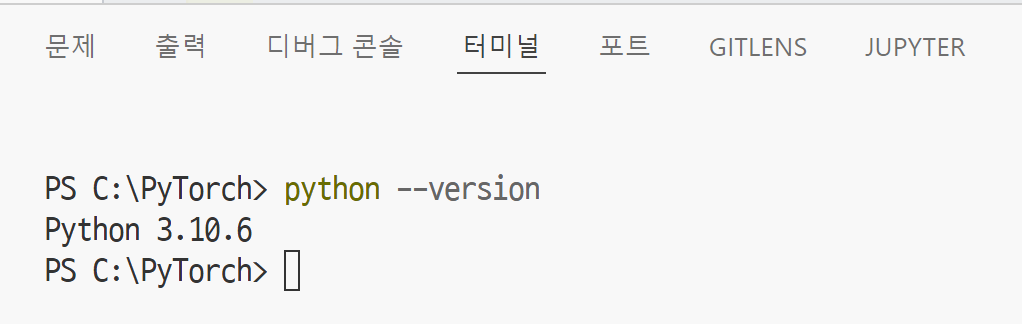 문제 출력 디버그 콘솔 터미널 포트 GITLENS JUPYTER
PS C:\PyTorch> python --version
Python 3.10.6
PS C:\PyTorch>